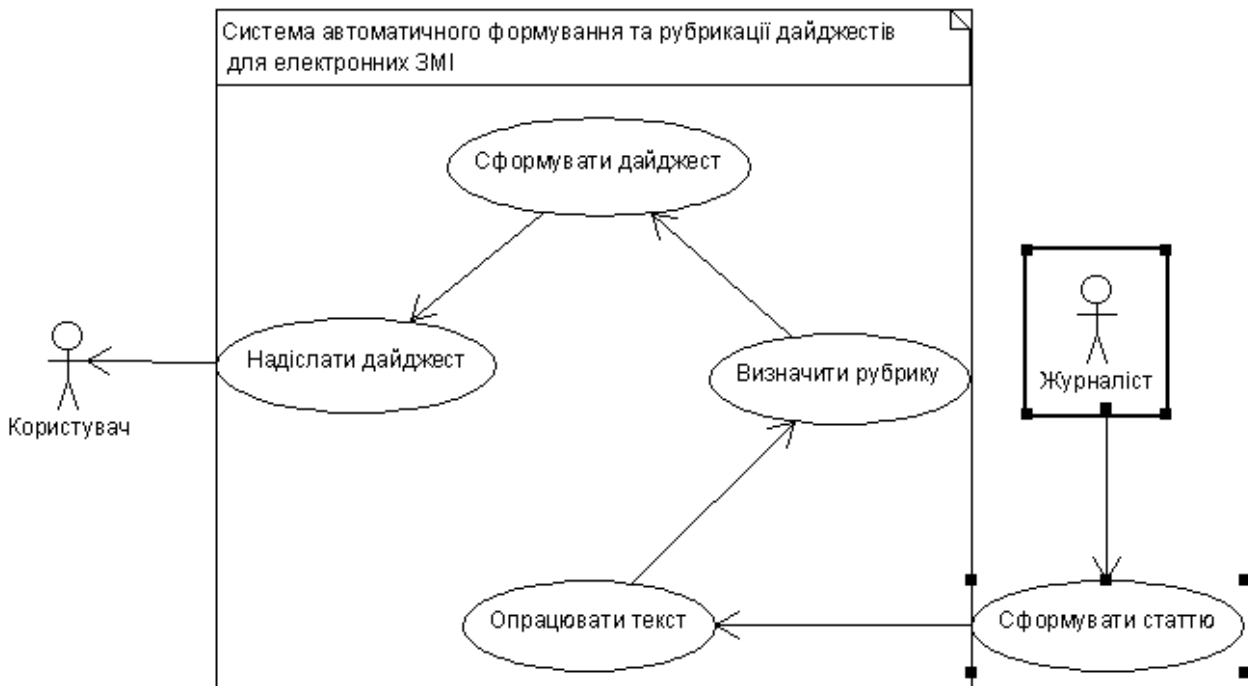 Система автоматичного формування та рубрикації дайджестів
для електронних ЗМІ
Сформувати дайджест
Надіслати дайджест
Визначити рубрику
Журналіст
Користувач
Опрацювати текст
Сформувати статтю